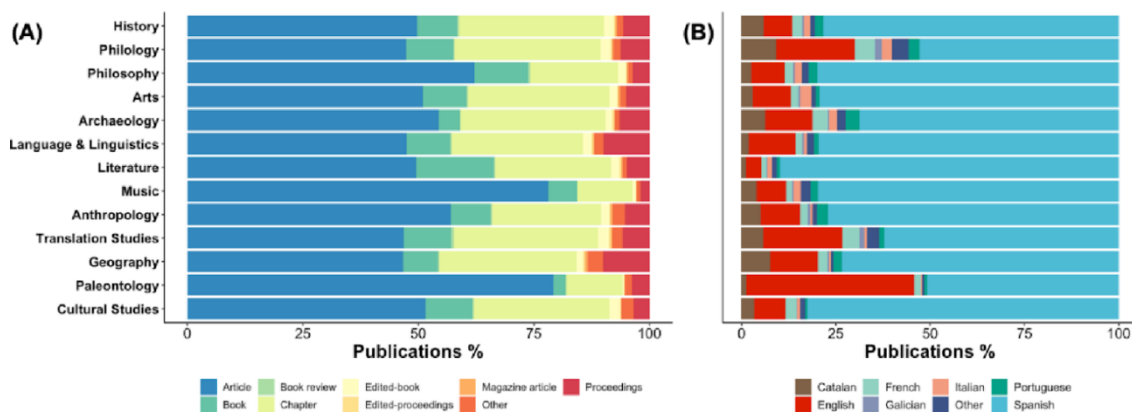 (A)
History
Philology
Philosophy
Arts
Archaeology
Language & Linguistics
Literature
Music
Anthropology
Translation Studies
Geography
Paleontology
Cultural Studies
0 25 50 75 100
Publications %
Article Book review Edited-book Magazine article Proceedings
Book Chapter Edited-proceedings Other
(B)
0 25 50 75 100
Publications %
Catalan French Italian Portuguese
English Galician Other Spanish